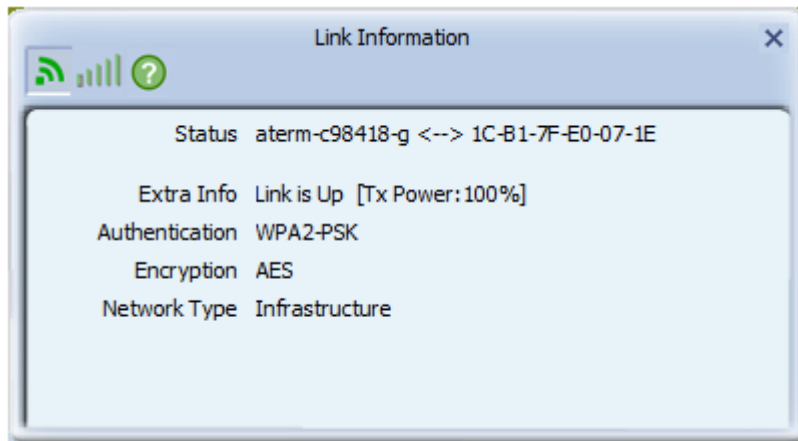 Link Information
Status aterm-c98418-g <--> 1C-B1-7F-E0-07-1E
Extra Info Link is Up [Tx Power:100%]
Authentication WPA2-PSK
Encryption AES
Network Type Infrastructure